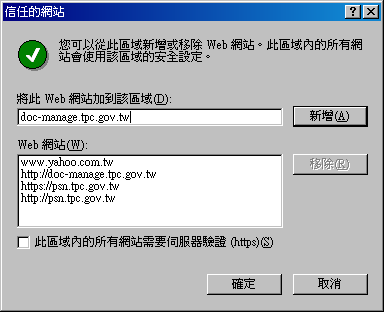 信任的網站
您可以從此區域新增或移除 Web 網站。此區域內的所有網
站會使用該區域的安全設定。
將此 Web 網站加到該區域(D):
doc-manage.tpc.gov.tw
新增(A)
Web 網站(W):
www.yahoo.com.tw
http://doc-manage.tpc.gov.tw
https://psn.tpc.gov.tw
http://psn.tpc.gov.tw
移除(R)
此區域內的所有網站需要伺服器驗證 (https)(S)
確定
取消